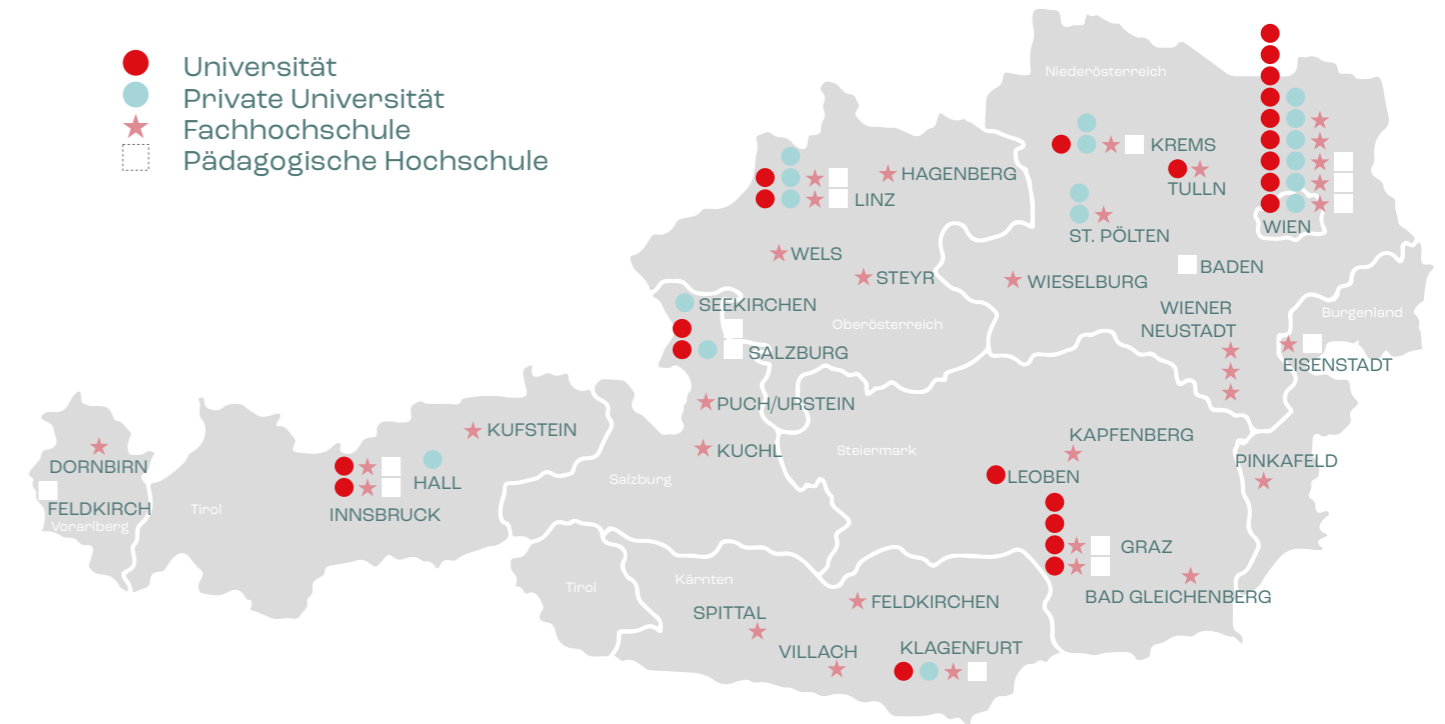 Universität
Private Universität
Fachhochschule
Pädagogische Hochschule
Niederösterreich
KREMS
TULLN
HAGENBERG
LINZ
WIEN
ST. PÖLTEN
WELS
BADEN
STEYR
WIESELBURG
SEEKIRCHEN
WIENER
NEUSTADT
Burgenland
Oberösterreich
SALZBURG
EISENSTADT
PUCH/URSTEIN
KUFSTEIN
KAPFENBERG
KUCHL
Steiermark
DORNBIRN
PINKAFELD
HALL
LEOBEN
Salzburg
FELDKIRCH
Vorarlberg
Tirol
INNSBRUCK
GRAZ
Tirol
Kärnten
BAD GLEICHENBERG
FELDKIRCHEN
SPITTAL
VILLACH
KLAGENFURT